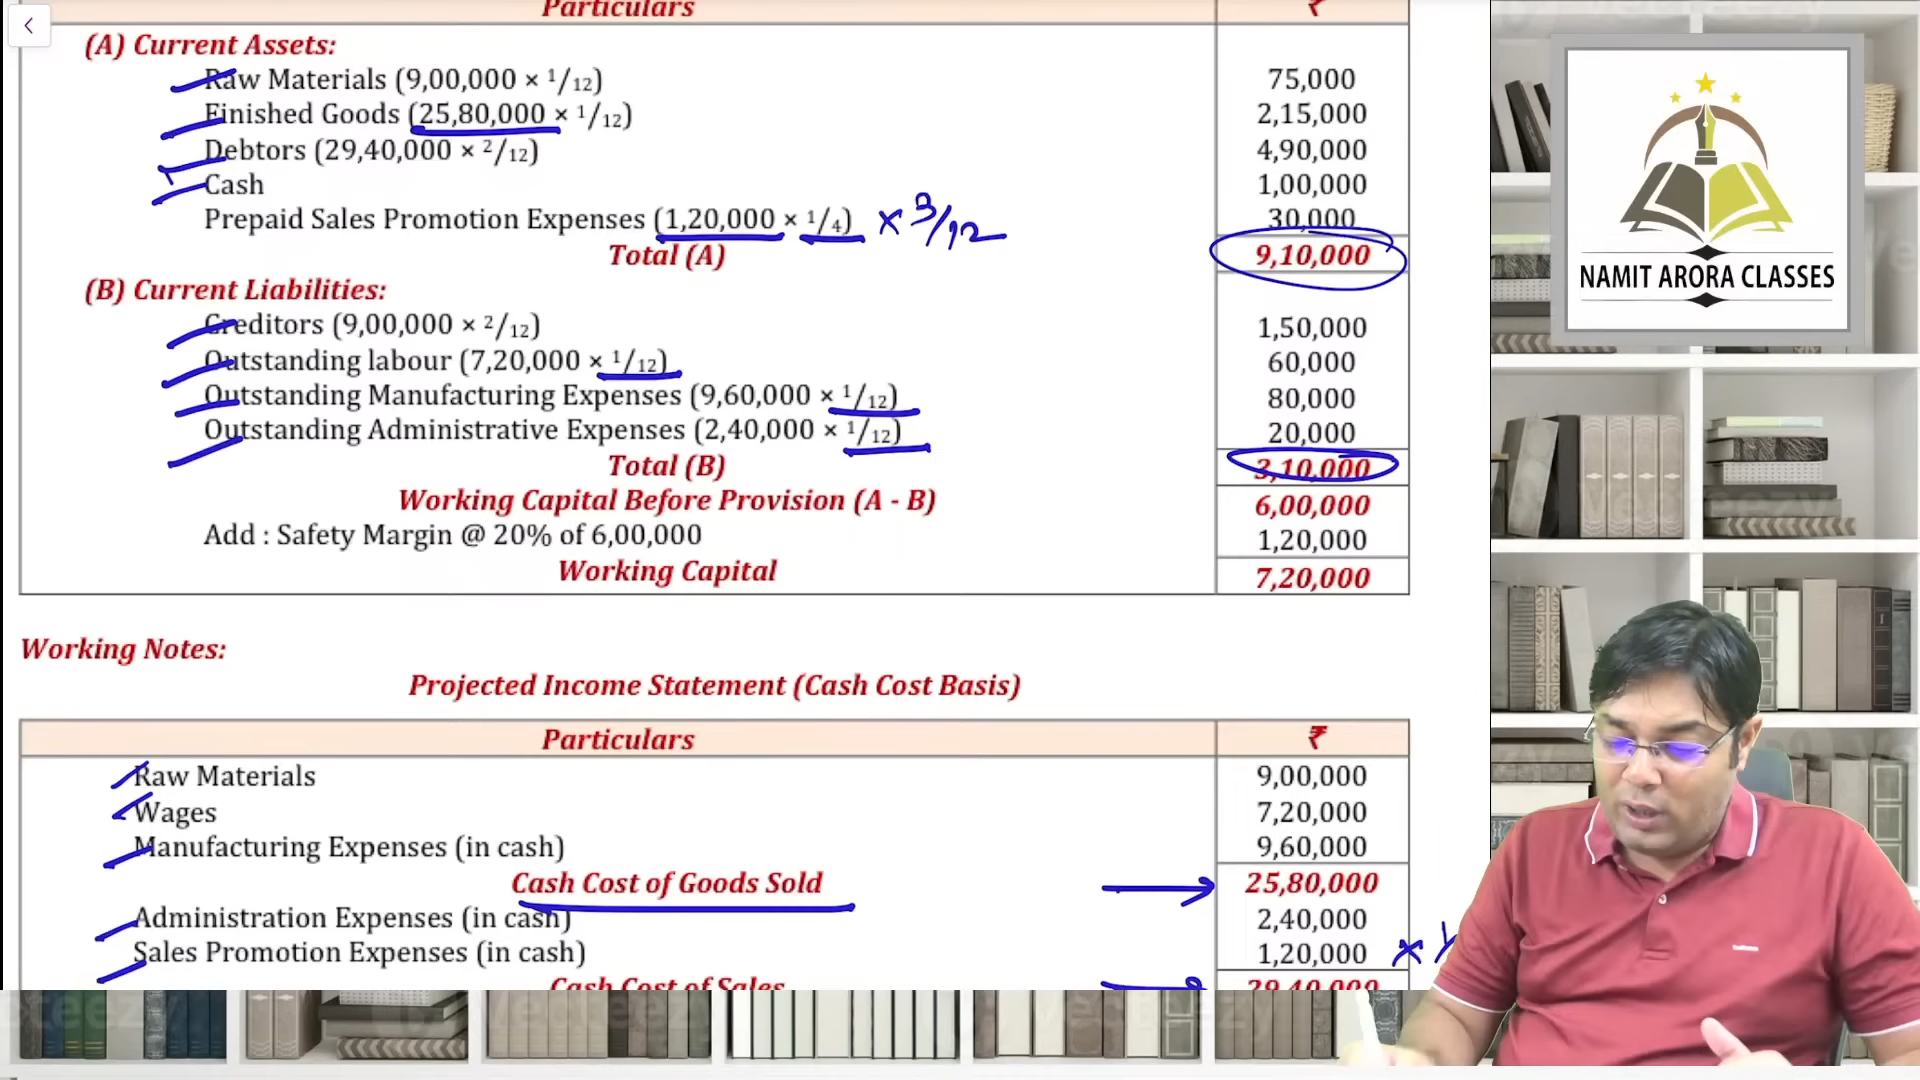 Particulars ₹
(A) Current Assets:
Raw Materials (9,00,000 × 1/12) 75,000
Finished Goods (25,80,000 × 1/12) 2,15,000
Debtors (29,40,000 × 2/12) 4,90,000
Cash 1,00,000
Prepaid Sales Promotion Expenses (1,20,000 × 1/4) × 3/12 30,000
Total (A) 9,10,000
(B) Current Liabilities:
Creditors (9,00,000 × 2/12) 1,50,000
Outstanding labour (7,20,000 × 1/12) 60,000
Outstanding Manufacturing Expenses (9,60,000 × 1/12) 80,000
Outstanding Administrative Expenses (2,40,000 × 1/12) 20,000
Total (B) 3,10,000
Working Capital Before Provision (A - B) 6,00,000
Add : Safety Margin @ 20% of 6,00,000 1,20,000
Working Capital 7,20,000
Working Notes:
Projected Income Statement (Cash Cost Basis)
Particulars ₹
Raw Materials 9,00,000
Wages 7,20,000
Manufacturing Expenses (in cash) 9,60,000
Cash Cost of Goods Sold 25,80,000
Administration Expenses (in cash) 2,40,000
Sales Promotion Expenses (in cash) 1,20,000 ×
Cash Cost of Sales 29,40,000
NAMIT ARORA CLASSES